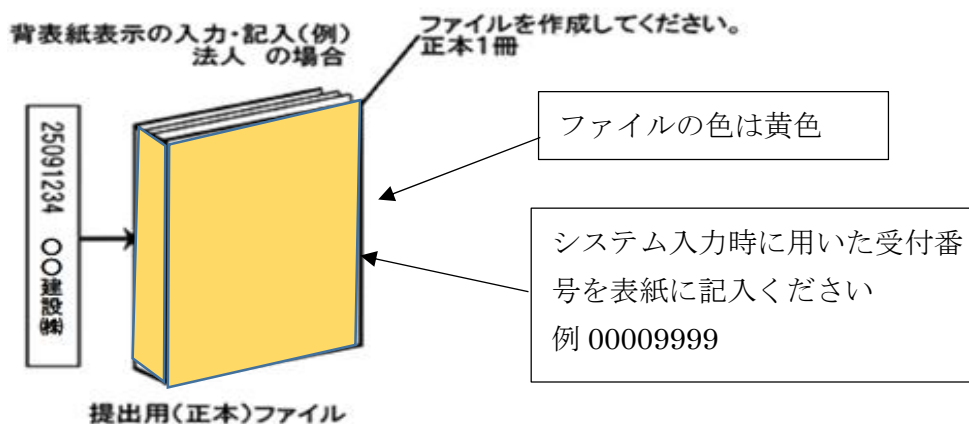 背表紙表示の入力・記入(例)
法人 の場合
ファイルを作成してください。
正本1冊
ファイルの色は黄色
25091234 〇〇建設㈱
システム入力時に用いた受付番
号を表紙に記入ください
例 00009999
提出用(正本)ファイル